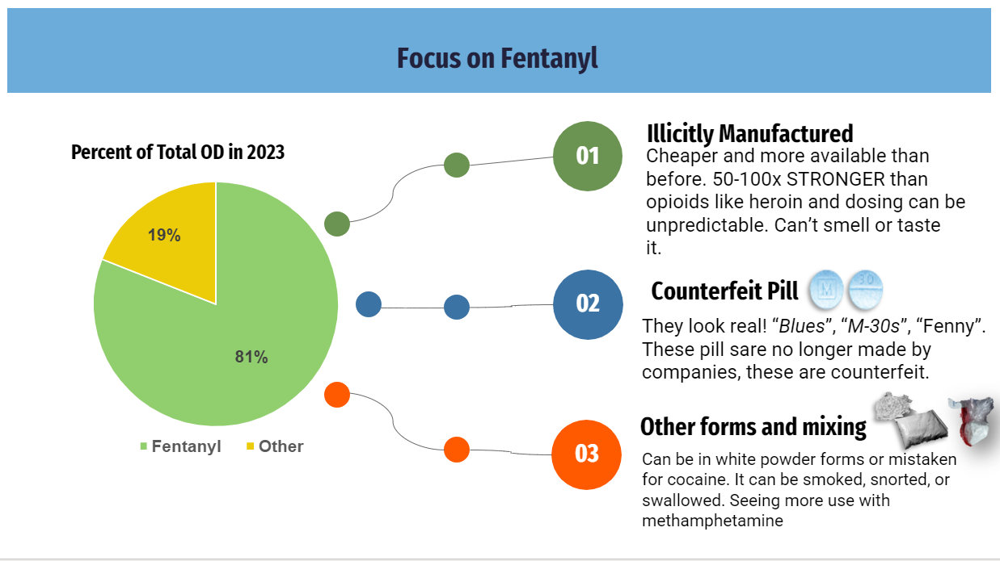 Focus on Fentanyl
Percent of Total OD in 2023
19%
81%
Fentanyl
Other
01
Illicitly Manufactured
Cheaper and more available than
before. 50-100x STRONGER than
opioids like heroin and dosing can be
unpredictable. Can’t smell or taste
it.
02
Counterfeit Pill
M
30
They look real! “Blues”, “M-30s”, “Fenny”.
These pill sare no longer made by
companies, these are counterfeit.
03
Other forms and mixing
Can be in white powder forms or mistaken
for cocaine. It can be smoked, snorted, or
swallowed. Seeing more use with
methamphetamine